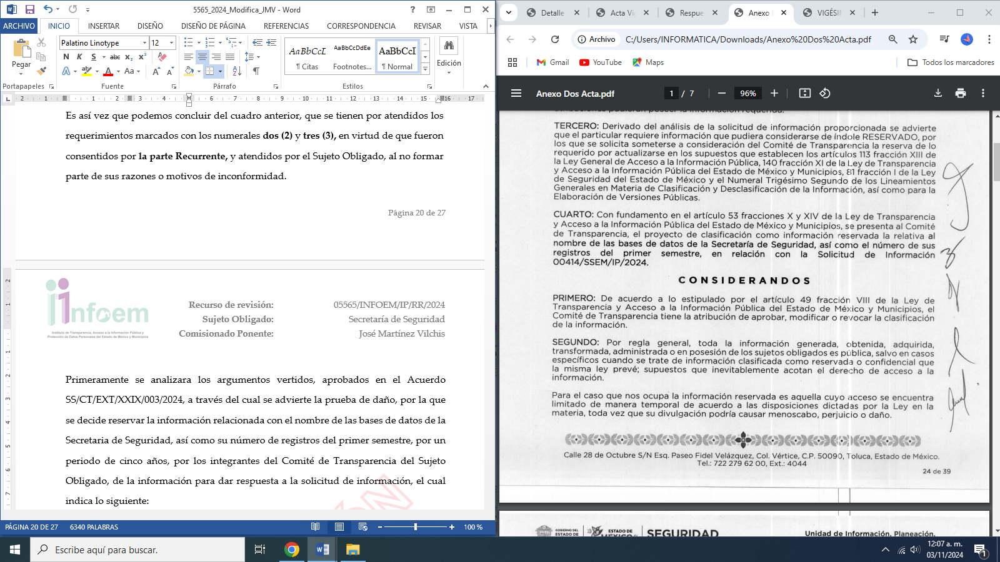 5565_2024_Modifica_JMV - Word
ARCHIVO INICIO INSERTAR DISEÑO DISEÑO DE PÁGINA REFERENCIAS CORRESPONDENCIA REVISAR VISTA
Palatino Linotype 12
Pegar
AaBbCcI AaBbCcDdEe AaBbCcI
¶ Citas Footnotes... ¶ Normal
Edición
Portapapeles Fuente Párrafo Estilos
Es así vez que podemos concluir del cuadro anterior, que se tienen por atendidos los
requerimientos marcados con los numerales dos (2) y tres (3), en virtud de que fueron
consentidos por la parte Recurrente, y atendidos por el Sujeto Obligado, al no formar
parte de sus razones o motivos de inconformidad.
Página 20 de 27
infoem
Instituto de Transparencia, Acceso a la Información Pública y
Protección de Datos Personales del Estado de México y Municipios
Recurso de revisión: 05565/INFOEM/IP/RR/2024
Sujeto Obligado: Secretaría de Seguridad
Comisionado Ponente: José Martínez Vilchis
Primeramente se analizara los argumentos vertidos, aprobados en el Acuerdo
SS/CT/EXT/XXIX/003/2024, a través del cual se advierte la prueba de daño, por la que
se decide reservar la información relacionada con el nombre de las bases de datos de la
Secretaria de Seguridad, así como su número de registros del primer semestre, por un
periodo de cinco años, por los integrantes del Comité de Transparencia del Sujeto
Obligado, de la información para dar respuesta a la solicitud de información, el cual
indica lo siguiente:
PÁGINA 20 DE 27 6340 PALABRAS 100 %
Detalle Acta Vi Respue Anexo VIGÉSI
Archivo C:/Users/INFORMATICA/Downloads/Anexo%20Dos%20Acta.pdf
Gmail YouTube Maps Todos los marcadores
Anexo Dos Acta.pdf 1 / 7 96%
TERCERO: Derivado del análisis de la solicitud de información proporcionada se advierte
que el particular requiere información que pudiera considerarse de índole RESERVADO, por
los que se solicita someterse a consideración del Comité de Transparencia la reserva de lo
requerido por actualizarse en los supuestos que establecen los artículos 113 fracción XIII de
la Ley General de Acceso a la Información Pública, 140 fracción XI de la Ley de Transparencia
y Acceso a la Información Pública del Estado de México y Municipios, 81 fracción I de la Ley
de Seguridad del Estado de México y el Numeral Trigésimo Segundo de los Lineamientos
Generales en Materia de Clasificación y Desclasificación de la Información, así como para la
Elaboración de Versiones Públicas.
CUARTO: Con fundamento en el artículo 53 fracciones X y XIV de la Ley de Transparencia
y Acceso a la Información Pública del Estado de México y Municipios, se presenta al Comité
de Transparencia, el proyecto de clasificación como información reservada la relativa al
nombre de las bases de datos de la Secretaría de Seguridad, así como el número de sus
registros del primer semestre, en relación con la Solicitud de Información
00414/SSEM/IP/2024.
CONSIDERANDOS
PRIMERO: De acuerdo a lo estipulado por el artículo 49 fracción VIII de la Ley de
Transparencia y Acceso a la Información Pública del Estado de México y Municipios, el
Comité de Transparencia tiene la atribución de aprobar, modificar o revocar la clasificación
de la información.
SEGUNDO: Por regla general, toda la información generada, obtenida, adquirida,
transformada, administrada o en posesión de los sujetos obligados es pública, salvo en casos
específicos cuando se trate de información clasificada como reservada o confidencial que
la misma ley prevé; supuestos que inevitablemente acotan el derecho de acceso a la
información.
Para el caso que nos ocupa la información reservada es aquella cuyo acceso se encuentra
limitado de manera temporal de acuerdo a las disposiciones dictadas por la Ley en la
materia, toda vez que su divulgación podría causar menoscabo, perjuicio o daño.
Calle 28 de Octubre S/N Esq. Paseo Fidel Velázquez, Col. Vértice, C.P. 50090, Toluca, Estado de México.
Tel.: 722 279 62 00, Ext.: 4044
24 de 39
GOBIERNO DEL ESTADO DE ESTADO DE MÉXICO SEGURIDAD Unidad de Información, Planeación,
Escribe aquí para buscar.
12:07 a. m.
03/11/2024
1